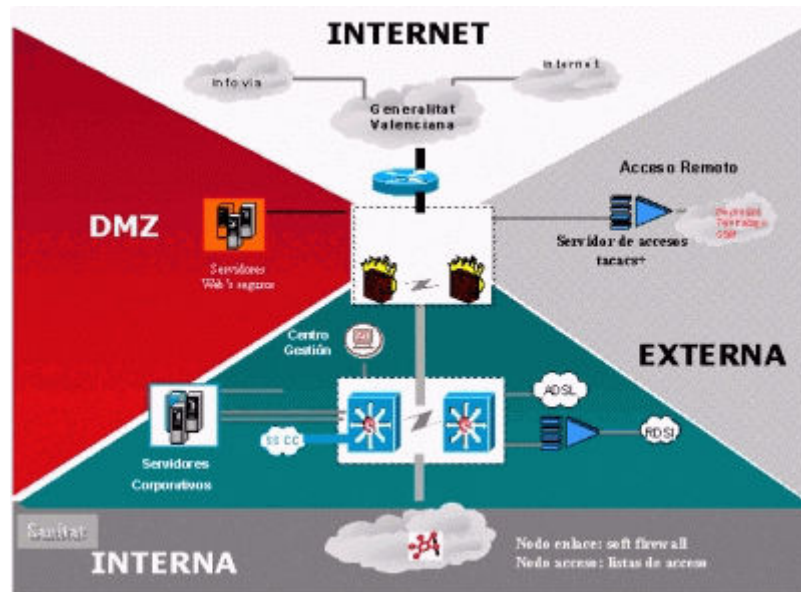 INTERNET
Infovia
Internet
Generalitat
Valenciana
Acceso Remoto
DMZ
Servidor de accesos
tacacs+
Servidores
Web's seguros
Centro
Gestión
EXTERNA
ADSL
SS CC
RDSI
Servidores
Corporativos
Sanitat
INTERNA
Nodo enlace: soft firewall
Nodo acceso: listas de acceso